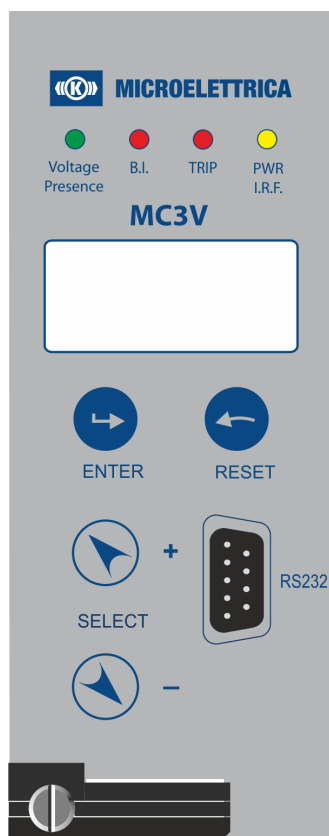 ((K)) MICROELETTRICA
Voltage Presence B.I. TRIP PWR I.R.F.
MC3V
ENTER RESET
+
RS232
SELECT
–